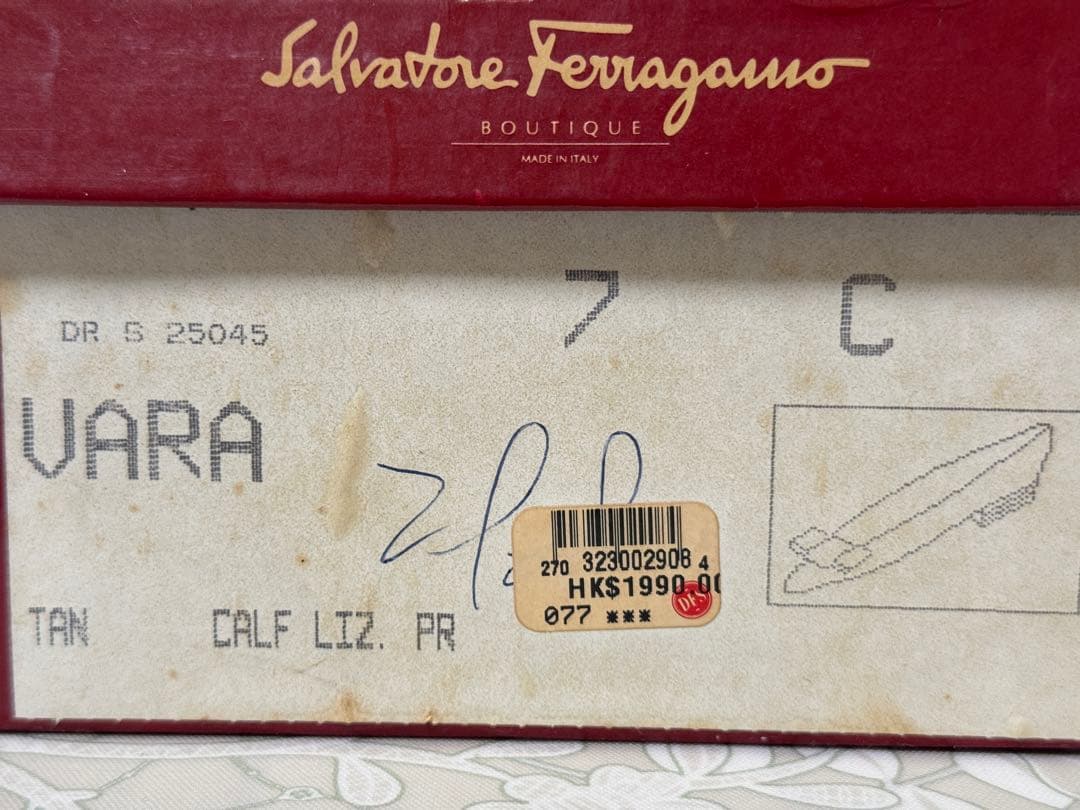 Salvatore Ferragamo
BOUTIQUE
MADE IN ITALY
7 C
DR S 25045
VARA
270 323002908 4
HK$1990.00
DFS
077 ***
TAN CALF LIZ. PR